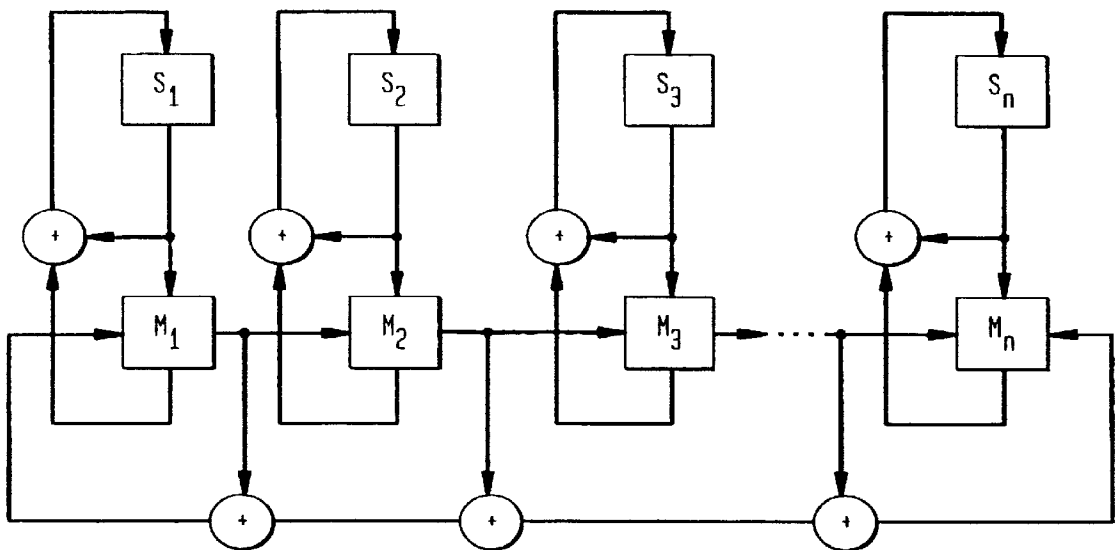 S1 S2 S3 Sn
+ + + +
M1 M2 M3 .... Mn
+ + +